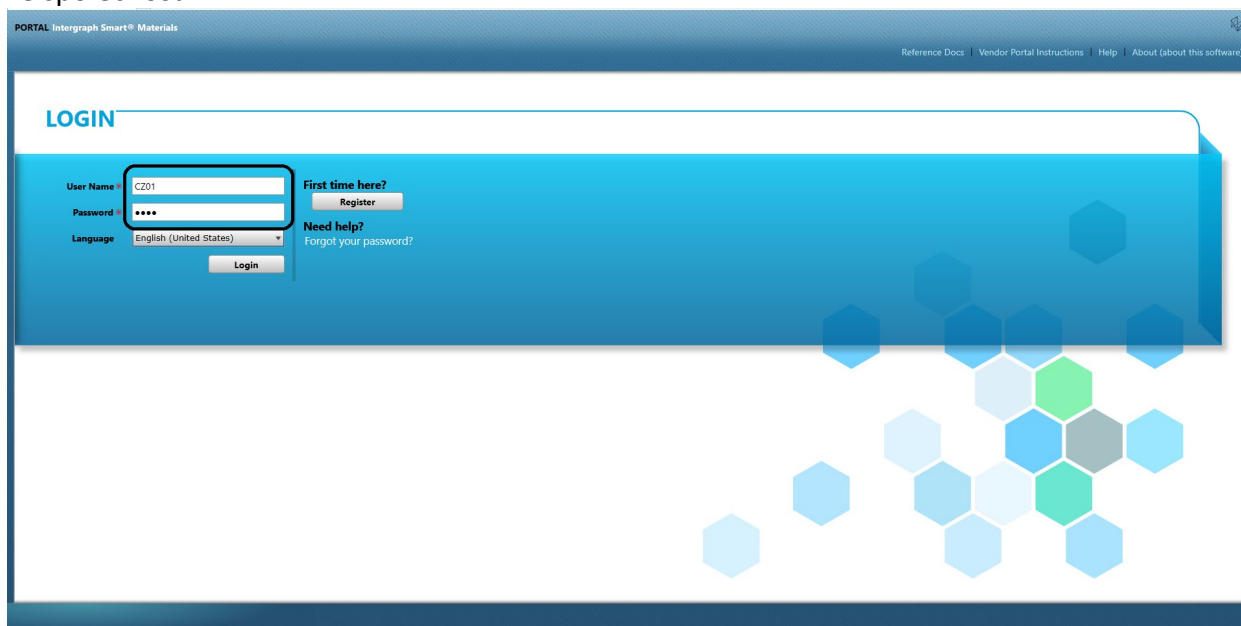 PORTAL Intergraph Smart® Materials
Reference Docs | Vendor Portal Instructions | Help | About (about this software
LOGIN
User Name * CZ01
Password * ••••
Language English (United States)
Login
First time here?
Register
Need help?
Forgot your password?